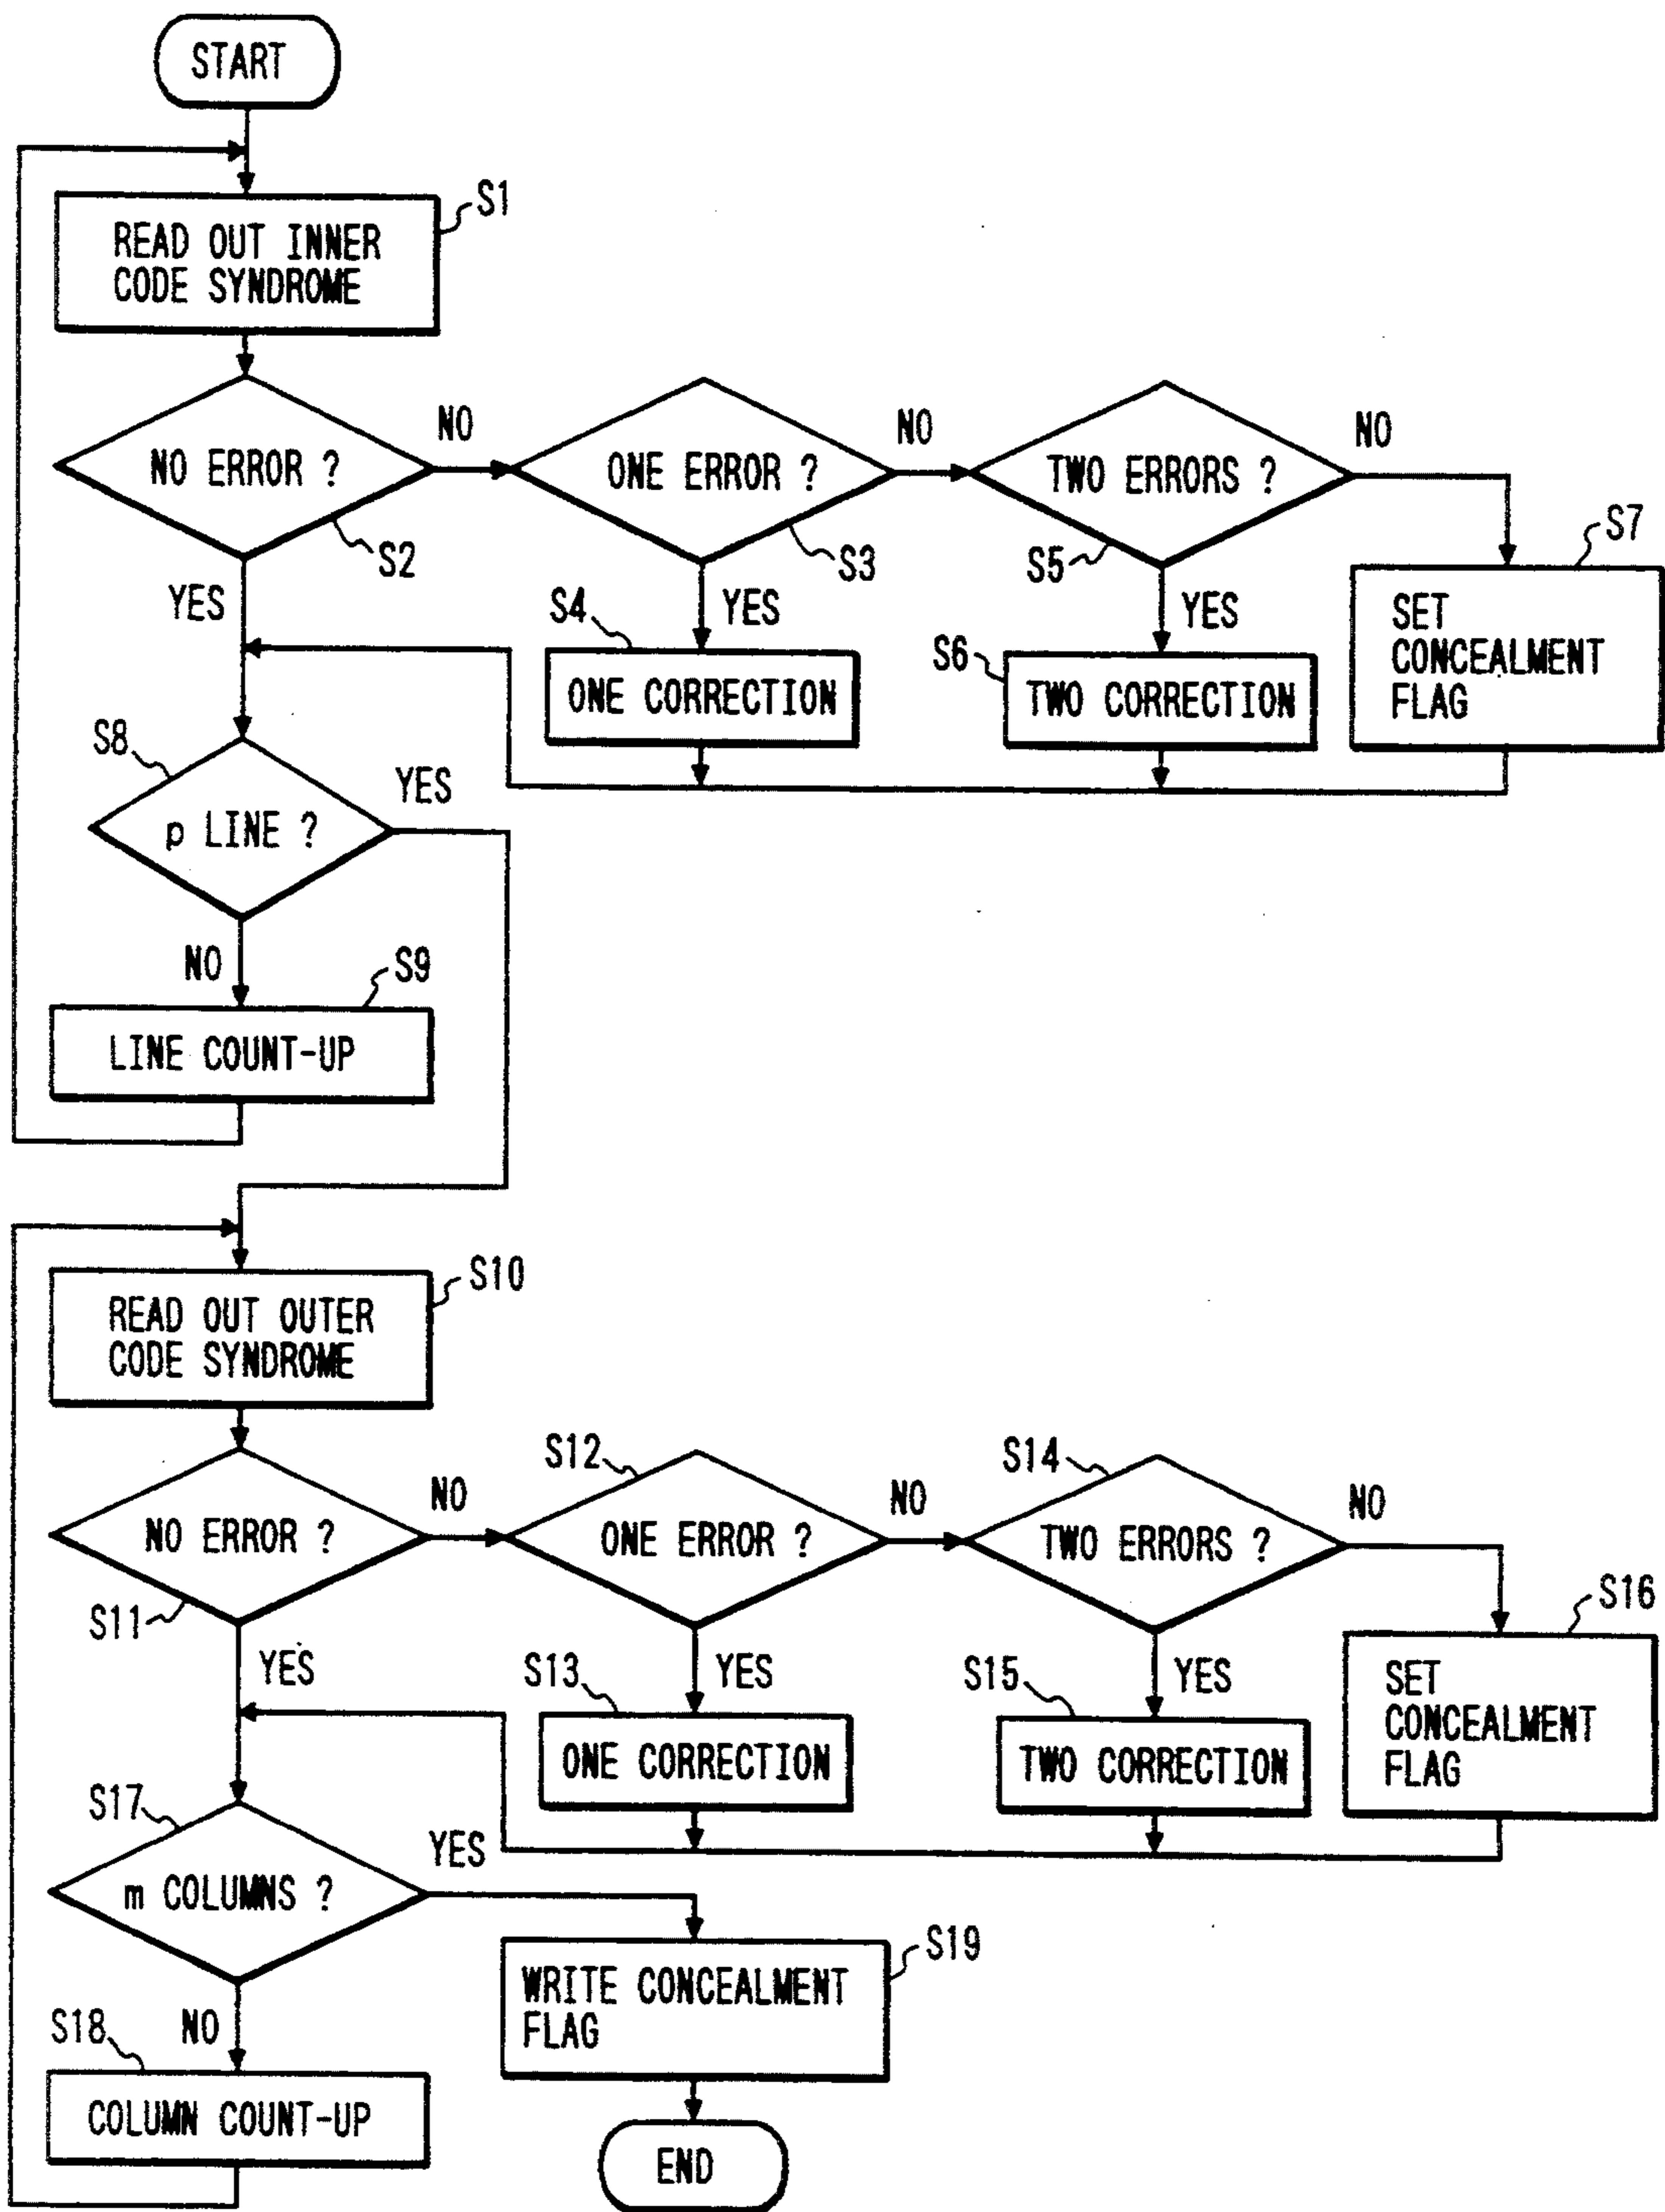 START
S1
READ OUT INNER
CODE SYNDROME
NO ERROR ?
NO
S2
YES
ONE ERROR ?
NO
S3
YES
TWO ERRORS ?
NO
S5
YES
S4
ONE CORRECTION
S6
TWO CORRECTION
S7
SET
CONCEALMENT
FLAG
S8
p LINE ?
YES
NO
S9
LINE COUNT-UP
S10
READ OUT OUTER
CODE SYNDROME
NO ERROR ?
NO
S11
YES
S12
ONE ERROR ?
NO
YES
S14
TWO ERRORS ?
NO
YES
S13
ONE CORRECTION
S15
TWO CORRECTION
S16
SET
CONCEALMENT
FLAG
S17
m COLUMNS ?
YES
NO
S18
COLUMN COUNT-UP
S19
WRITE CONCEALMENT
FLAG
END